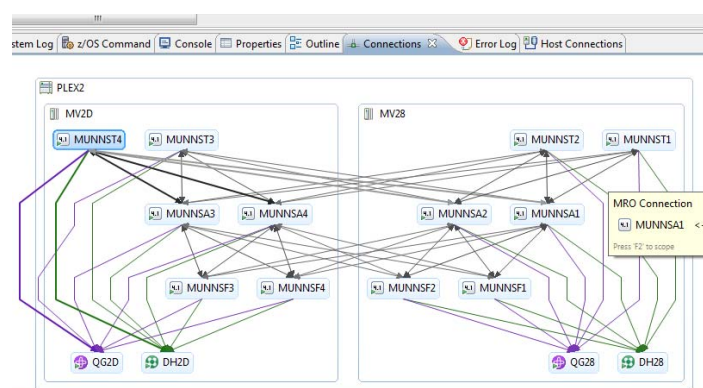 stem Log z/OS Command Console Properties Outline Connections Error Log Host Connections
PLEX2
MV2D MV28
MUNNST4 MUNNST3 MUNNST2 MUNNST1
MRO Connection
MUNNSA3 MUNNSA4 MUNNSA2 MUNNSA1 MUNNSA1 <-
Press 'F2' to scope
MUNNSF3 MUNNSF4 MUNNSF2 MUNNSF1
QG2D DH2D QG28 DH28